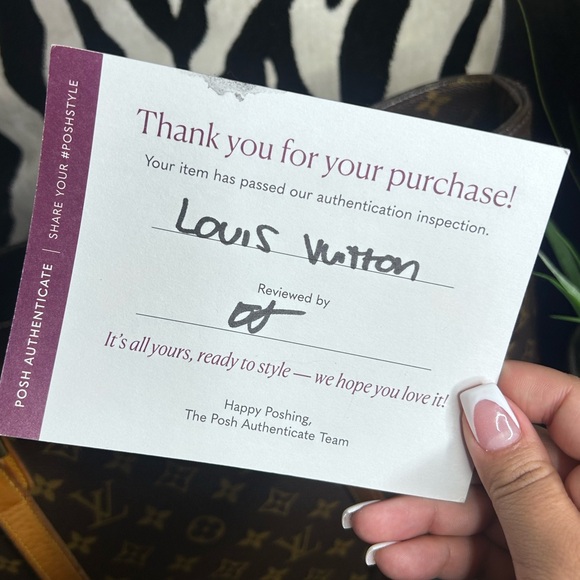 Thank you for your purchase!
Your item has passed our authentication inspection.
Louis Vuitton
Reviewed by
It's all yours, ready to style — we hope you love it!
Happy Poshing,
The Posh Authenticate Team
POSH AUTHENTICATE | SHARE YOUR #POSHSTYLE